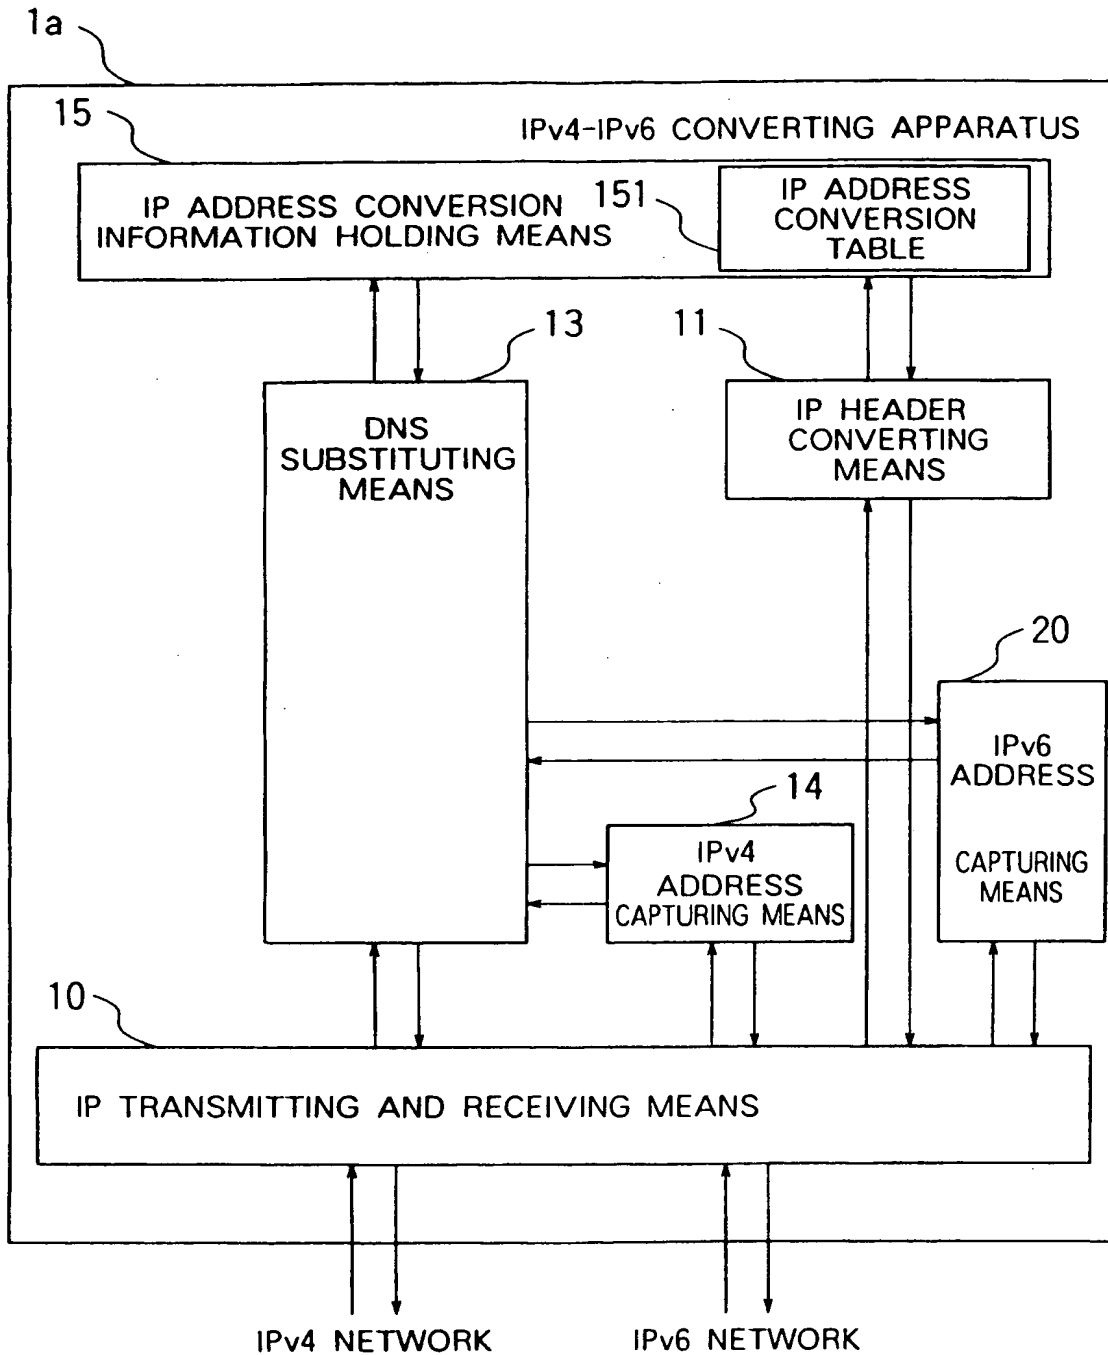 1a
15
IPv4-IPv6 CONVERTING APPARATUS
IP ADDRESS CONVERSION
INFORMATION HOLDING MEANS
151
IP ADDRESS
CONVERSION
TABLE
13
11
DNS
SUBSTITUTING
MEANS
IP HEADER
CONVERTING
MEANS
20
IPv6
ADDRESS
CAPTURING
MEANS
14
IPv4
ADDRESS
CAPTURING MEANS
10
IP TRANSMITTING AND RECEIVING MEANS
IPv4 NETWORK
IPv6 NETWORK